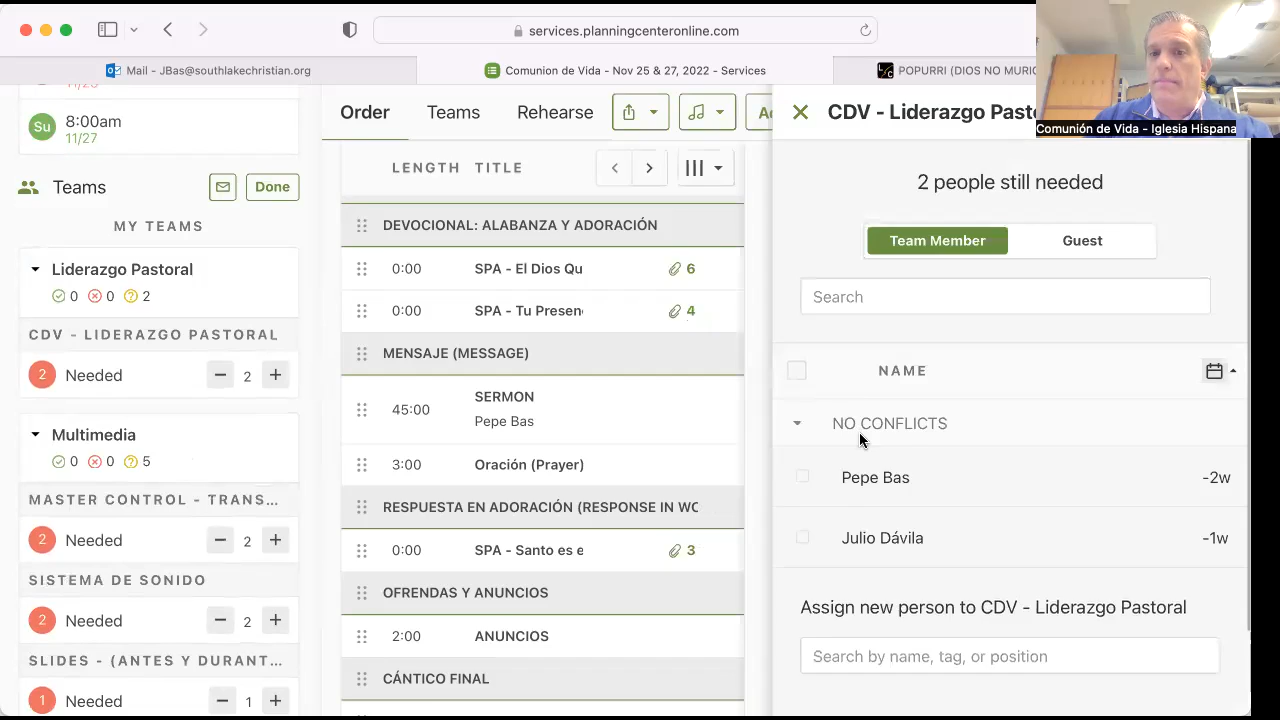 services.planningcenteronline.com
Mail - JBas@southlakechristian.org
Comunion de Vida - Nov 25 & 27, 2022 - Services
POPURRI (DIOS NO MURIO
Comunión de Vida - Iglesia Hispana
11/25
Su
8:00am
11/27
Teams
Done
MY TEAMS
Liderazgo Pastoral
0 0 2
CDV - LIDERAZGO PASTORAL
2 Needed − 2 +
Multimedia
0 0 5
MASTER CONTROL - TRANS...
2 Needed − 2 +
SISTEMA DE SONIDO
2 Needed − 2 +
SLIDES - (ANTES Y DURANT...
1 Needed − 1 +
Order Teams Rehearse
LENGTH TITLE
DEVOCIONAL: ALABANZA Y ADORACIÓN
0:00 SPA - El Dios Qu 6
0:00 SPA - Tu Presen 4
MENSAJE (MESSAGE)
45:00 SERMON
Pepe Bas
3:00 Oración (Prayer)
RESPUESTA EN ADORACIÓN (RESPONSE IN WO
0:00 SPA - Santo es e 3
OFRENDAS Y ANUNCIOS
2:00 ANUNCIOS
CÁNTICO FINAL
CDV - Liderazgo Pasto
2 people still needed
Team Member Guest
Search
NAME
NO CONFLICTS
Pepe Bas -2w
Julio Dávila -1w
Assign new person to CDV - Liderazgo Pastoral
Search by name, tag, or position